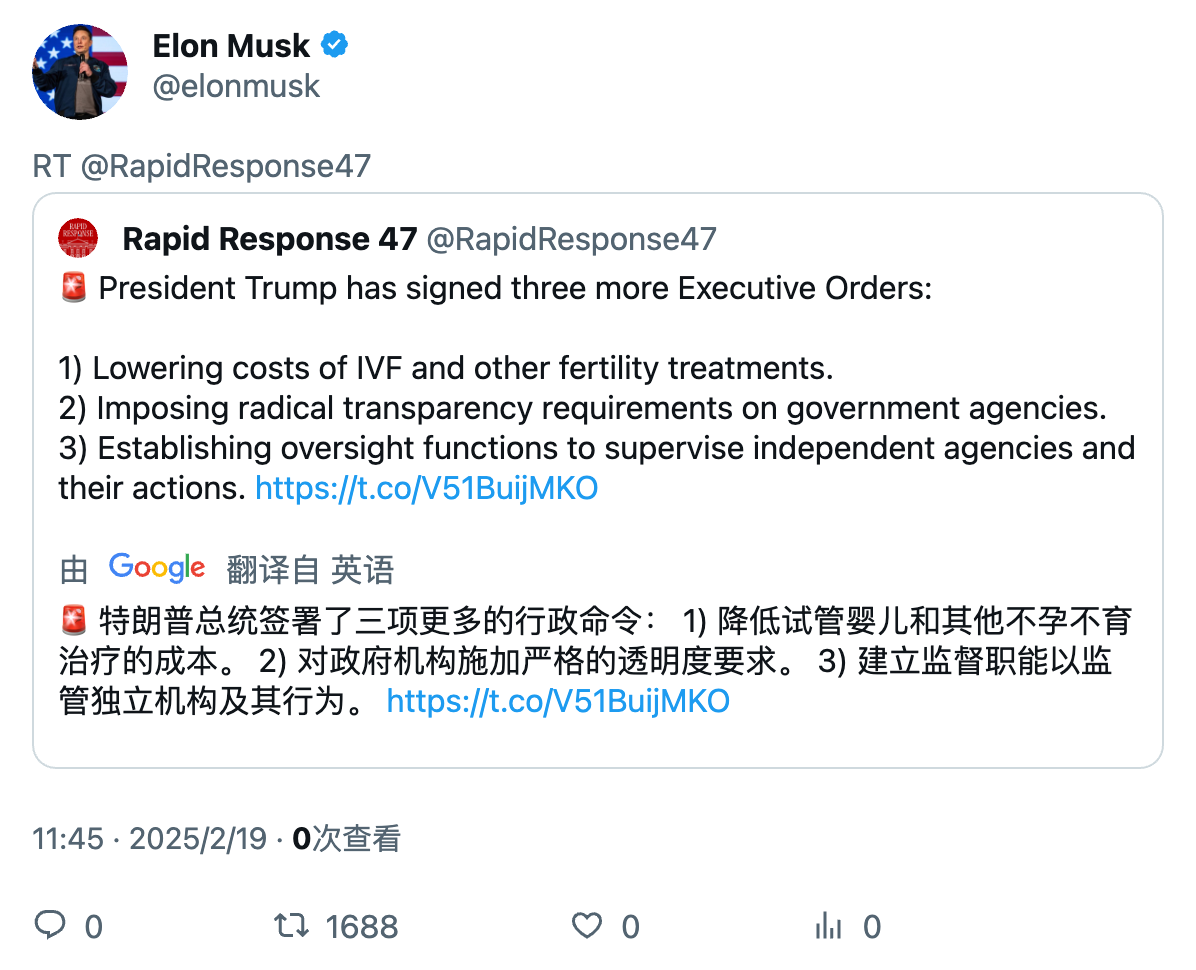 Elon Musk
@elonmusk
RT @RapidResponse47
RAPID
RESPONSE
Rapid Response 47 @RapidResponse47
🚨 President Trump has signed three more Executive Orders:
1) Lowering costs of IVF and other fertility treatments.
2) Imposing radical transparency requirements on government agencies.
3) Establishing oversight functions to supervise independent agencies and
their actions. https://t.co/V51BuijMKO
由 Google 翻译自 英语
🚨 特朗普总统签署了三项更多的行政命令： 1) 降低试管婴儿和其他不孕不育
治疗的成本。 2) 对政府机构施加严格的透明度要求。 3) 建立监督职能以监
管独立机构及其行为。 https://t.co/V51BuijMKO
11:45 · 2025/2/19 · 0次查看
0 1688 0 0